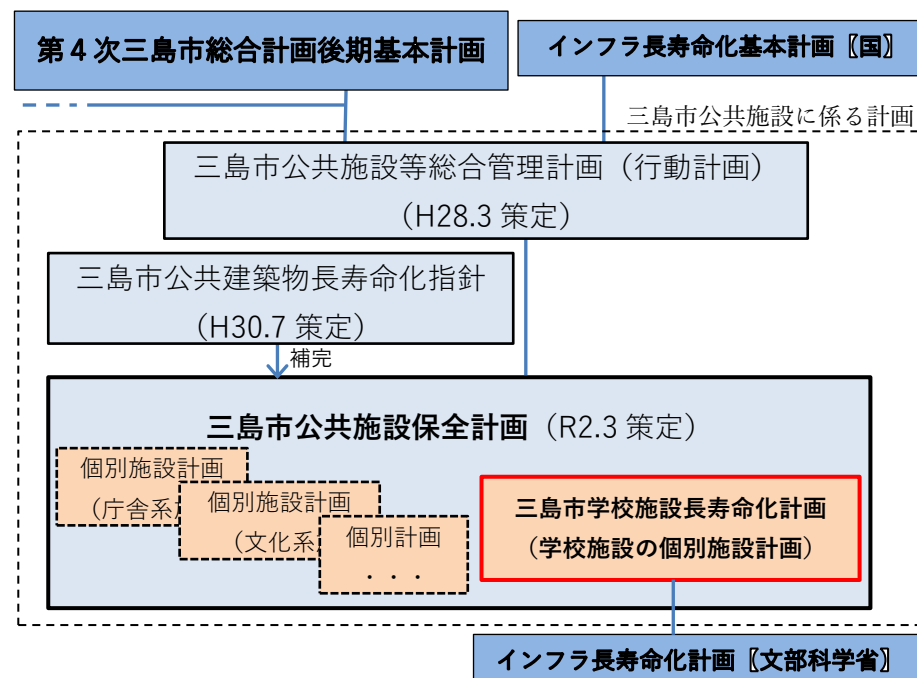 第４次三島市総合計画後期基本計画
インフラ長寿命化基本計画〖国〗
三島市公共施設に係る計画
三島市公共施設等総合管理計画（行動計画）
（H28.3 策定）
三島市公共建築物長寿命化指針
（H30.7 策定）
補完
三島市公共施設保全計画（R2.3 策定）
個別施設計画
（庁舎系
個別施設計画
（文化系
個別計画
・・・
三島市学校施設長寿命化計画
（学校施設の個別施設計画）
インフラ長寿命化計画〖文部科学省〗